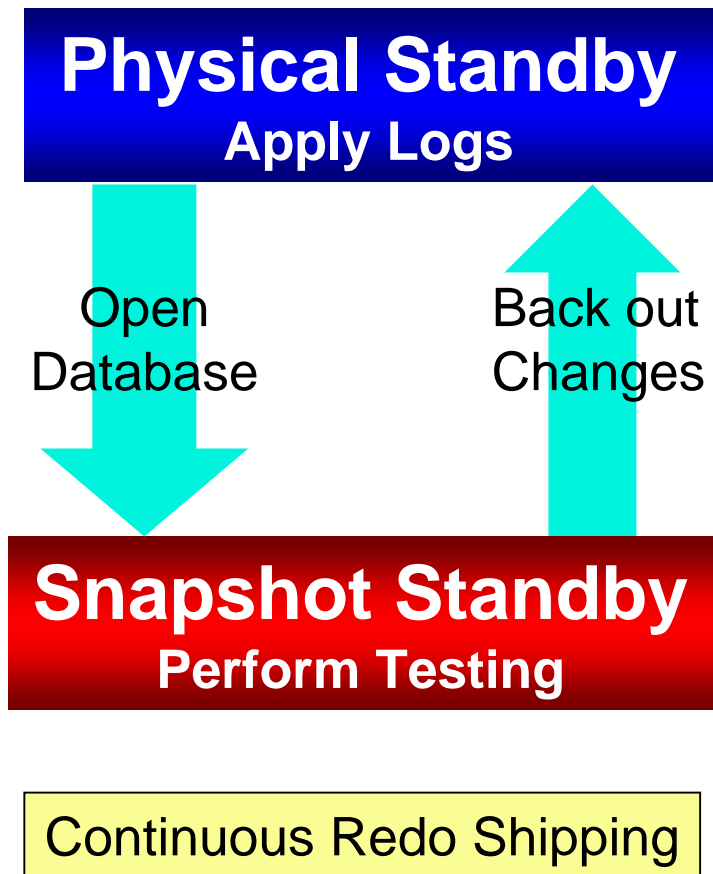 Physical Standby
Apply Logs
Open
Database
Back out
Changes
Snapshot Standby
Perform Testing
Continuous Redo Shipping